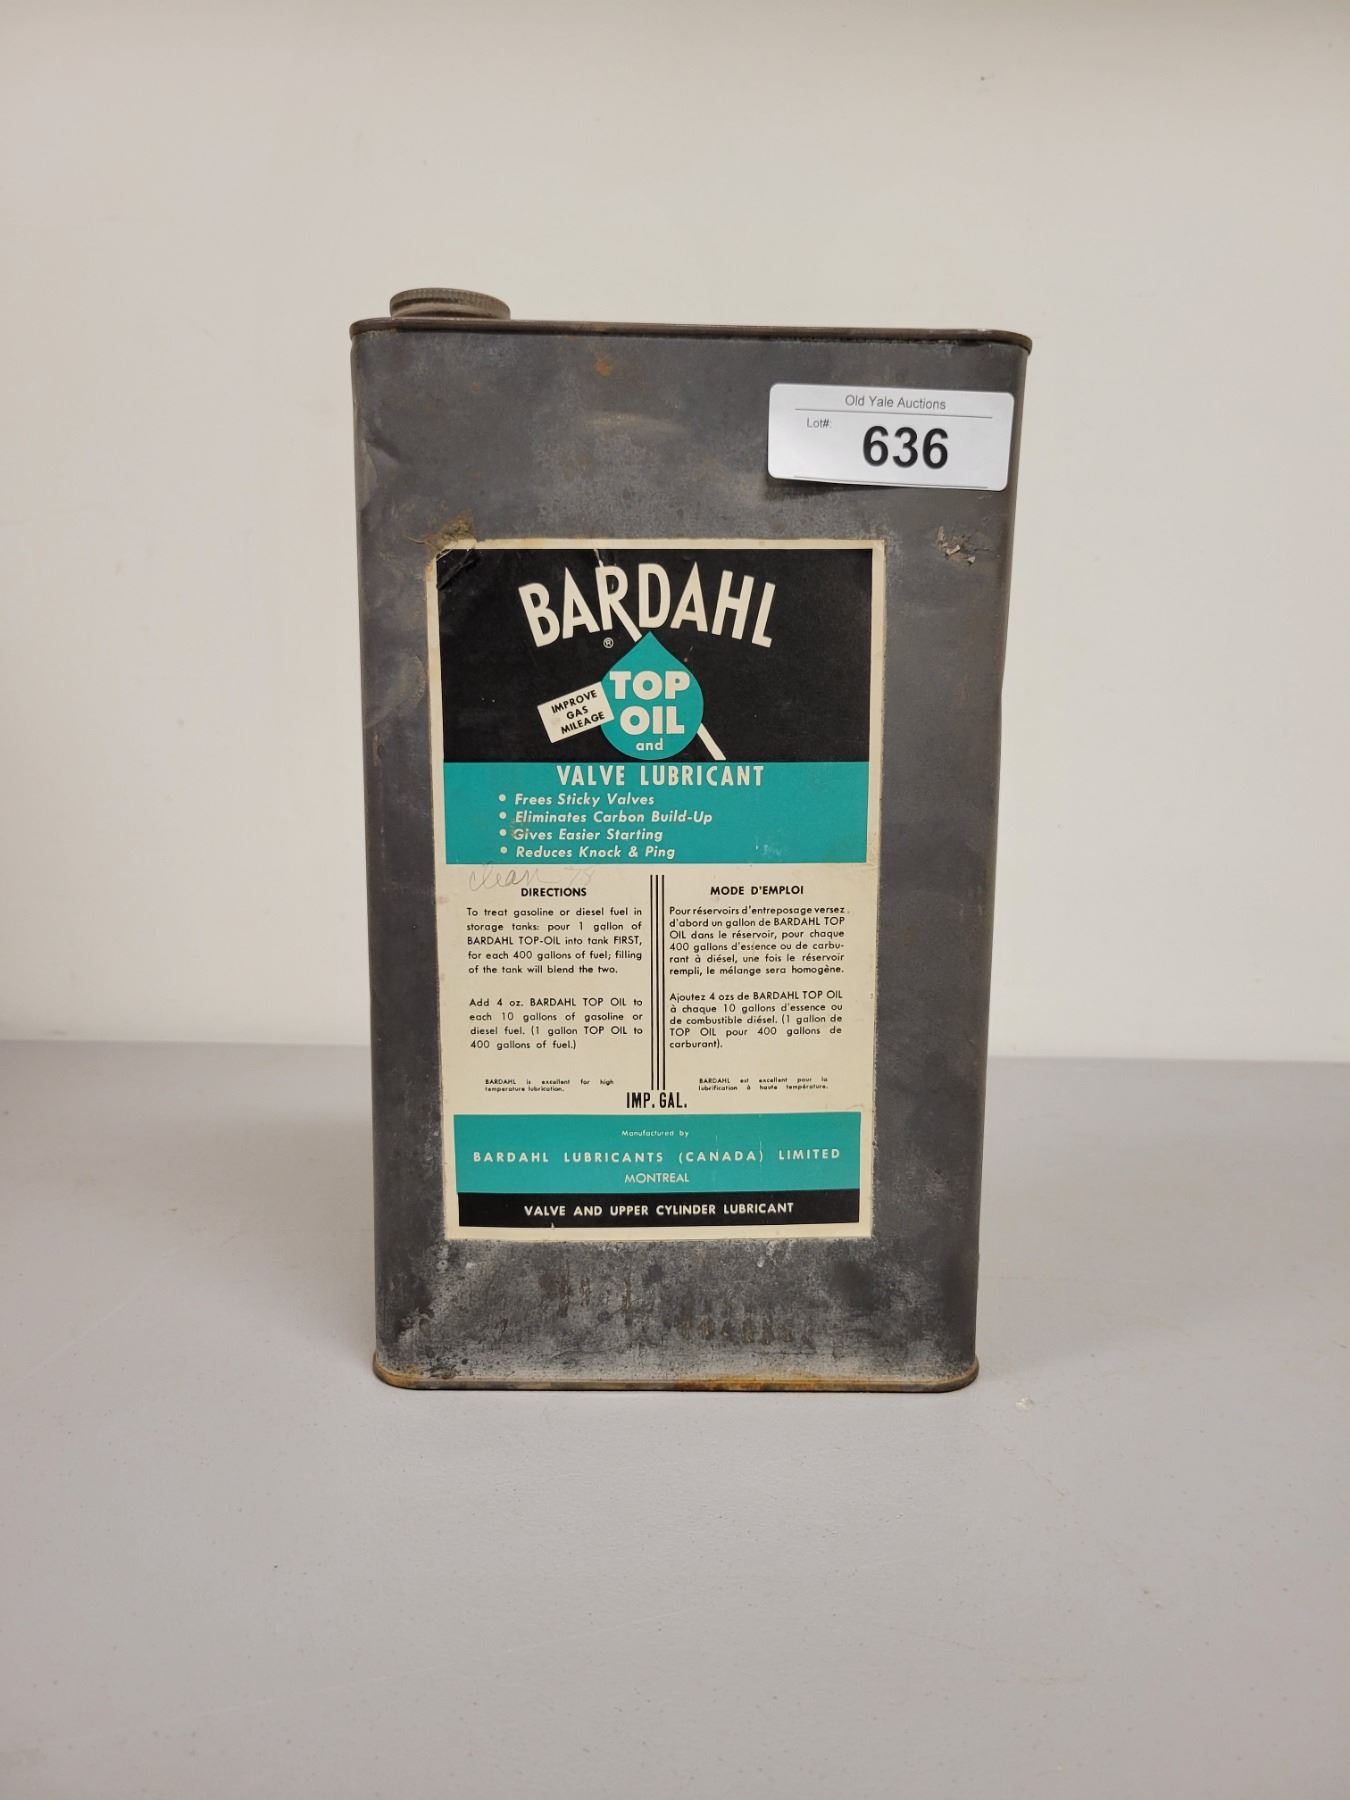 Old Yale Auctions
Lot#:
636
BARDAHL
®
IMPROVE
GAS
MILEAGE
TOP
OIL
and
VALVE LUBRICANT
• Frees Sticky Valves
• Eliminates Carbon Build-Up
• Gives Easier Starting
• Reduces Knock & Ping
clean
DIRECTIONS
To treat gasoline or diesel fuel in
storage tanks: pour 1 gallon of
BARDAHL TOP-OIL into tank FIRST,
for each 400 gallons of fuel; filling
of the tank will blend the two.
Add 4 oz. BARDAHL TOP OIL to
each 10 gallons of gasoline or
diesel fuel. (1 gallon TOP OIL to
400 gallons of fuel.)
BARDAHL is excellent for high
temperature lubrication.
MODE D'EMPLOI
Pour réservoirs d'entreposage versez
d'abord un gallon de BARDAHL TOP
OIL dans le réservoir, pour chaque
400 gallons d'essence ou de carbu-
rant à diésel, une fois le réservoir
rempli, le mélange sera homogène.
Ajoutez 4 ozs de BARDAHL TOP OIL
à chaque 10 gallons d'essence ou
de combustible diésel. (1 gallon de
TOP OIL pour 400 gallons de
carburant).
BARDAHL est excellent pour la
lubrification à haute température.
IMP. GAL.
Manufactured by
BARDAHL LUBRICANTS (CANADA) LIMITED
MONTREAL
VALVE AND UPPER CYLINDER LUBRICANT